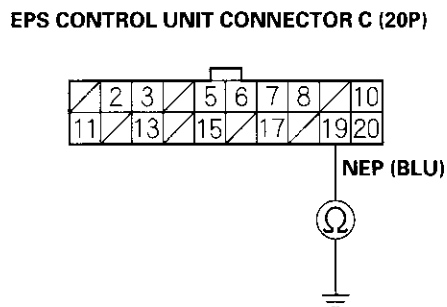 EPS CONTROL UNIT CONNECTOR C (20P)
2 3 5 6 7 8 10
11 13 15 17 19 20
NEP (BLU)
Ω